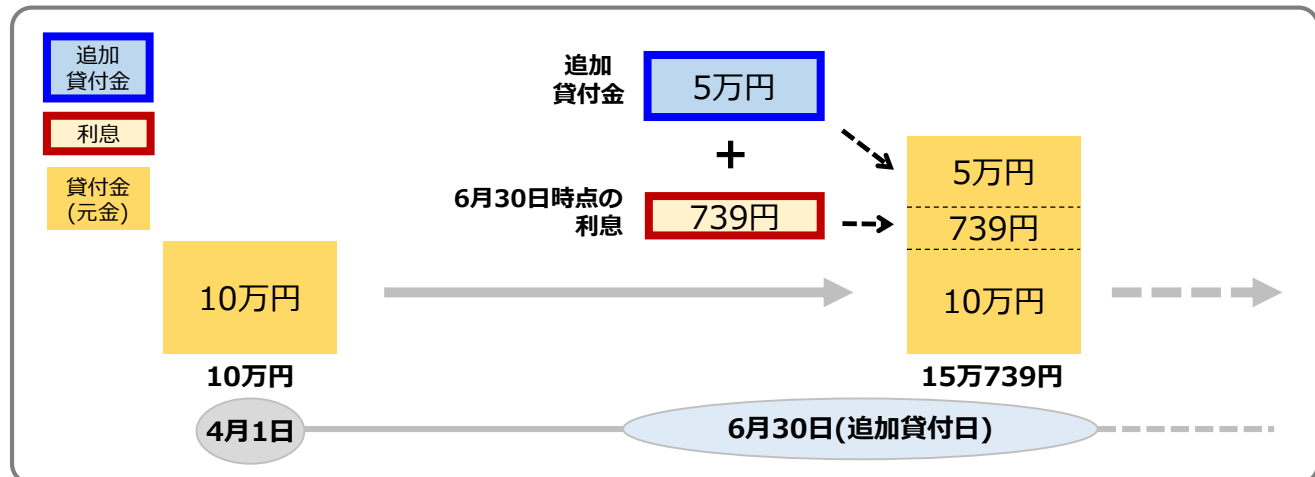 追加
貸付金
利息
貸付金
(元金)
追加
貸付金
5万円
+
6月30日時点の
利息
739円
5万円
739円
10万円
10万円
10万円
15万739円
4月1日
6月30日(追加貸付日)